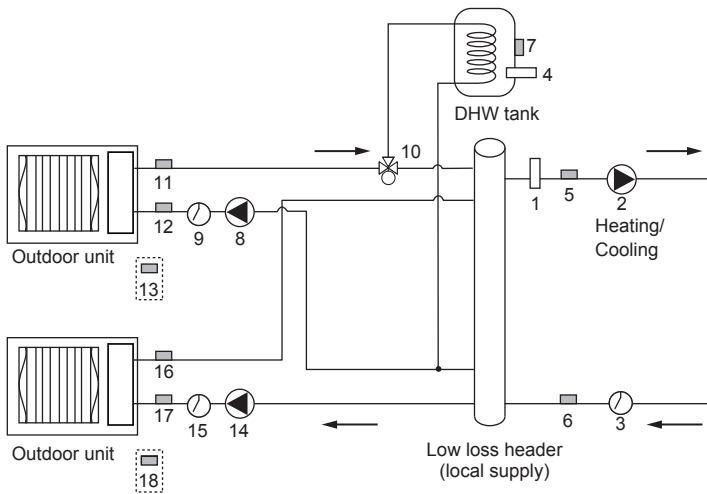 7
4
DHW tank
10
11
1
5
2
12
9
8
Heating/
Cooling
Outdoor unit
13
16
17
15
14
6
3
Outdoor unit
Low loss header
(local supply)
18